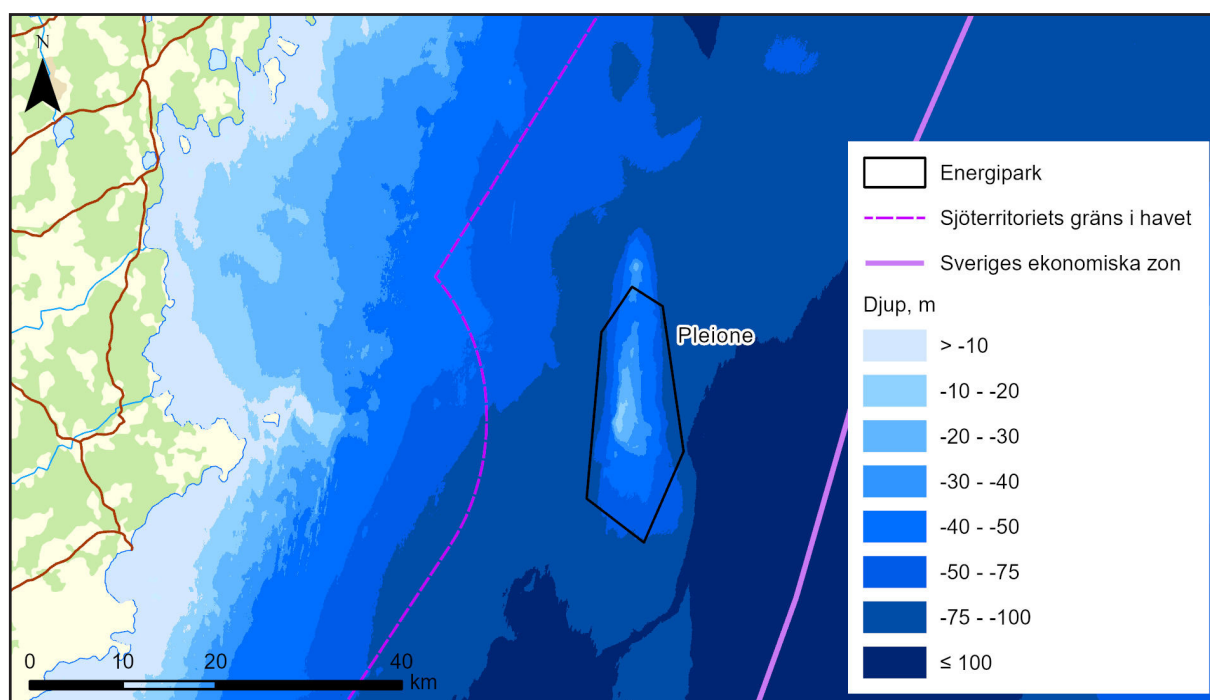 N
Pleione
Energipark
Sjöterritoriets gräns i havet
Sveriges ekonomiska zon
Djup, m
> -10
-10 - -20
-20 - -30
-30 - -40
-40 - -50
-50 - -75
-75 - -100
≤ 100
0 10 20 40
km